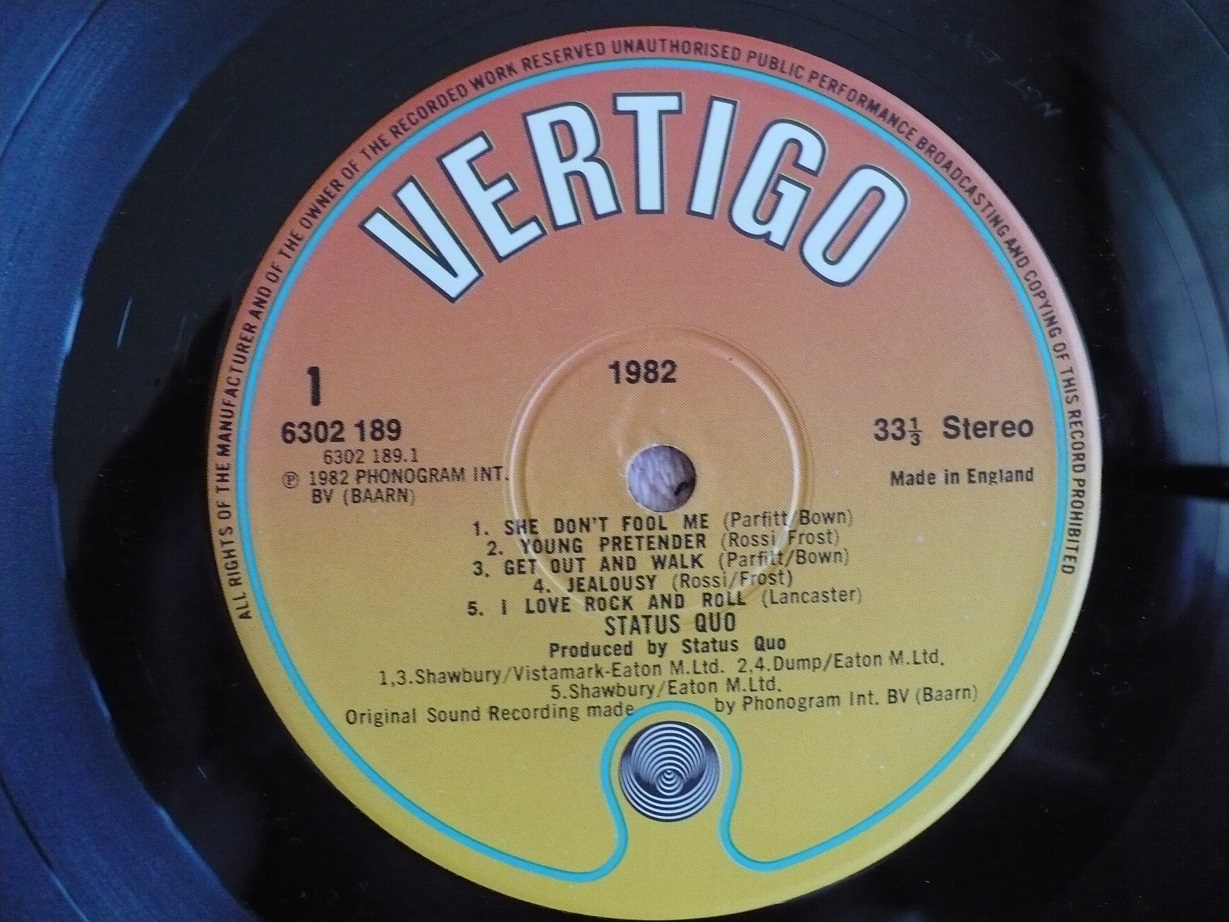 ALL RIGHTS OF THE MANUFACTURER AND OF THE OWNER OF THE RECORDED WORK RESERVED UNAUTHORISED PUBLIC PERFORMANCE BROADCASTING AND COPYING OF THIS RECORD PROHIBITED
VERTIGO
1982
1
6302 189
6302 189.1
℗ 1982 PHONOGRAM INT.
BV (BAARN)
33⅓ Stereo
Made in England
1. SHE DON'T FOOL ME (Parfitt/Bown)
2. YOUNG PRETENDER (Rossi/Frost)
3. GET OUT AND WALK (Parfitt/Bown)
4. JEALOUSY (Rossi/Frost)
5. I LOVE ROCK AND ROLL (Lancaster)
STATUS QUO
Produced by Status Quo
1,3.Shawbury/Vistamark-Eaton M.Ltd. 2,4.Dump/Eaton M.Ltd.
5.Shawbury/Eaton M.Ltd.
Original Sound Recording made by Phonogram Int. BV (Baarn)